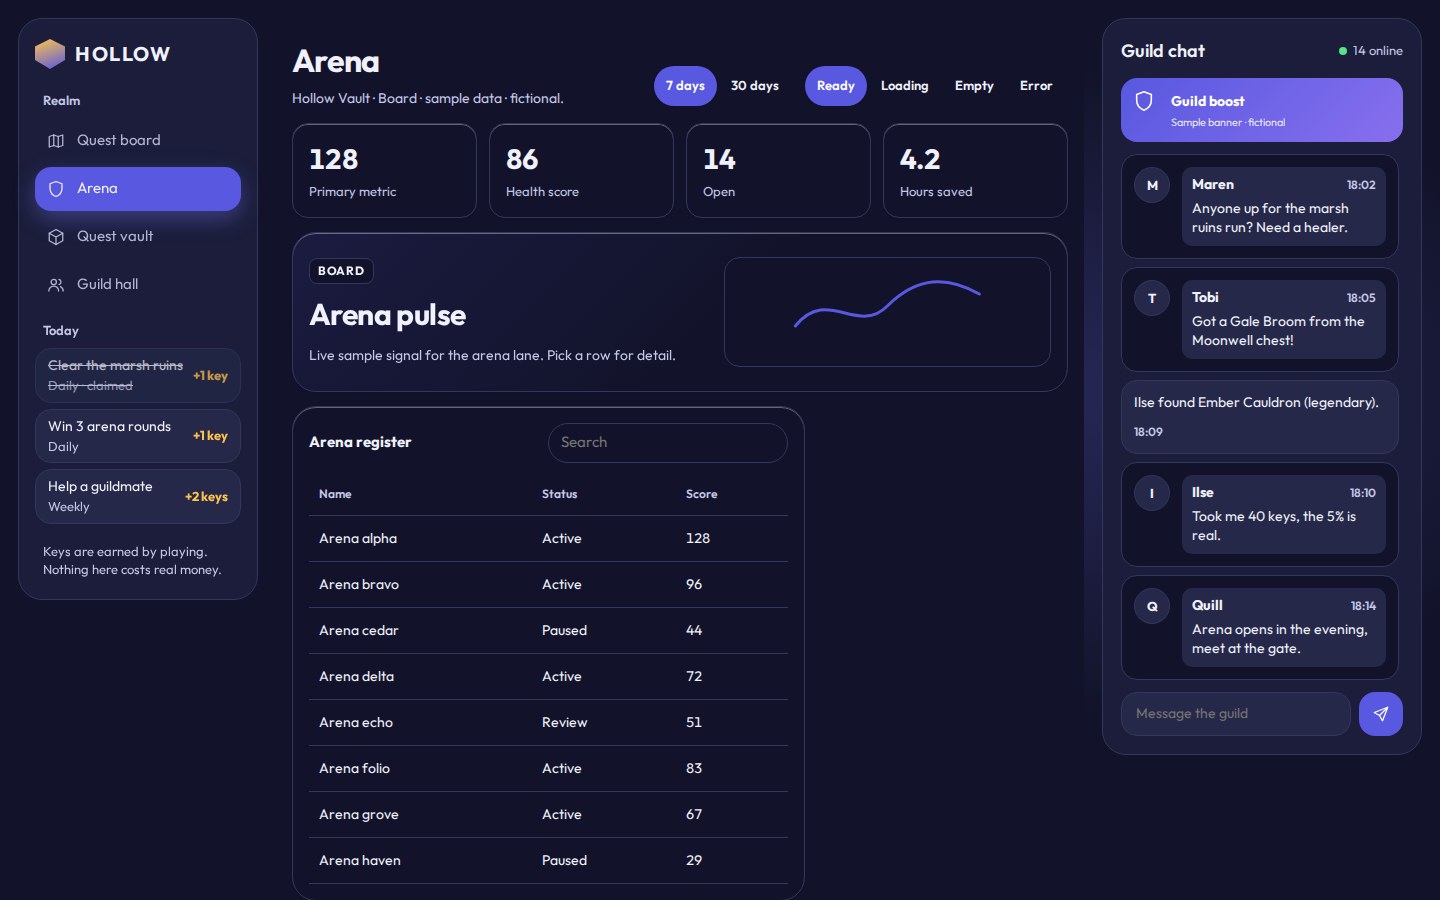 HOLLOW
Realm
Quest board
Arena
Quest vault
Guild hall
Today
Clear the marsh ruins
Daily · claimed
+1 key
Win 3 arena rounds
Daily
+1 key
Help a guildmate
Weekly
+2 keys
Keys are earned by playing.
Nothing here costs real money.
Arena
Hollow Vault · Board · sample data · fictional.
7 days
30 days
Ready
Loading
Empty
Error
128
Primary metric
86
Health score
14
Open
4.2
Hours saved
BOARD
Arena pulse
Live sample signal for the arena lane. Pick a row for detail.
Arena register
Search
Name Status Score
Arena alpha Active 128
Arena bravo Active 96
Arena cedar Paused 44
Arena delta Active 72
Arena echo Review 51
Arena folio Active 83
Arena grove Active 67
Arena haven Paused 29
Guild chat
14 online
Guild boost
Sample banner · fictional
M
Maren 18:02
Anyone up for the marsh
ruins run? Need a healer.
T
Tobi 18:05
Got a Gale Broom from the
Moonwell chest!
Ilse found Ember Cauldron (legendary).
18:09
I
Ilse 18:10
Took me 40 keys, the 5% is
real.
Q
Quill 18:14
Arena opens in the evening,
meet at the gate.
Message the guild